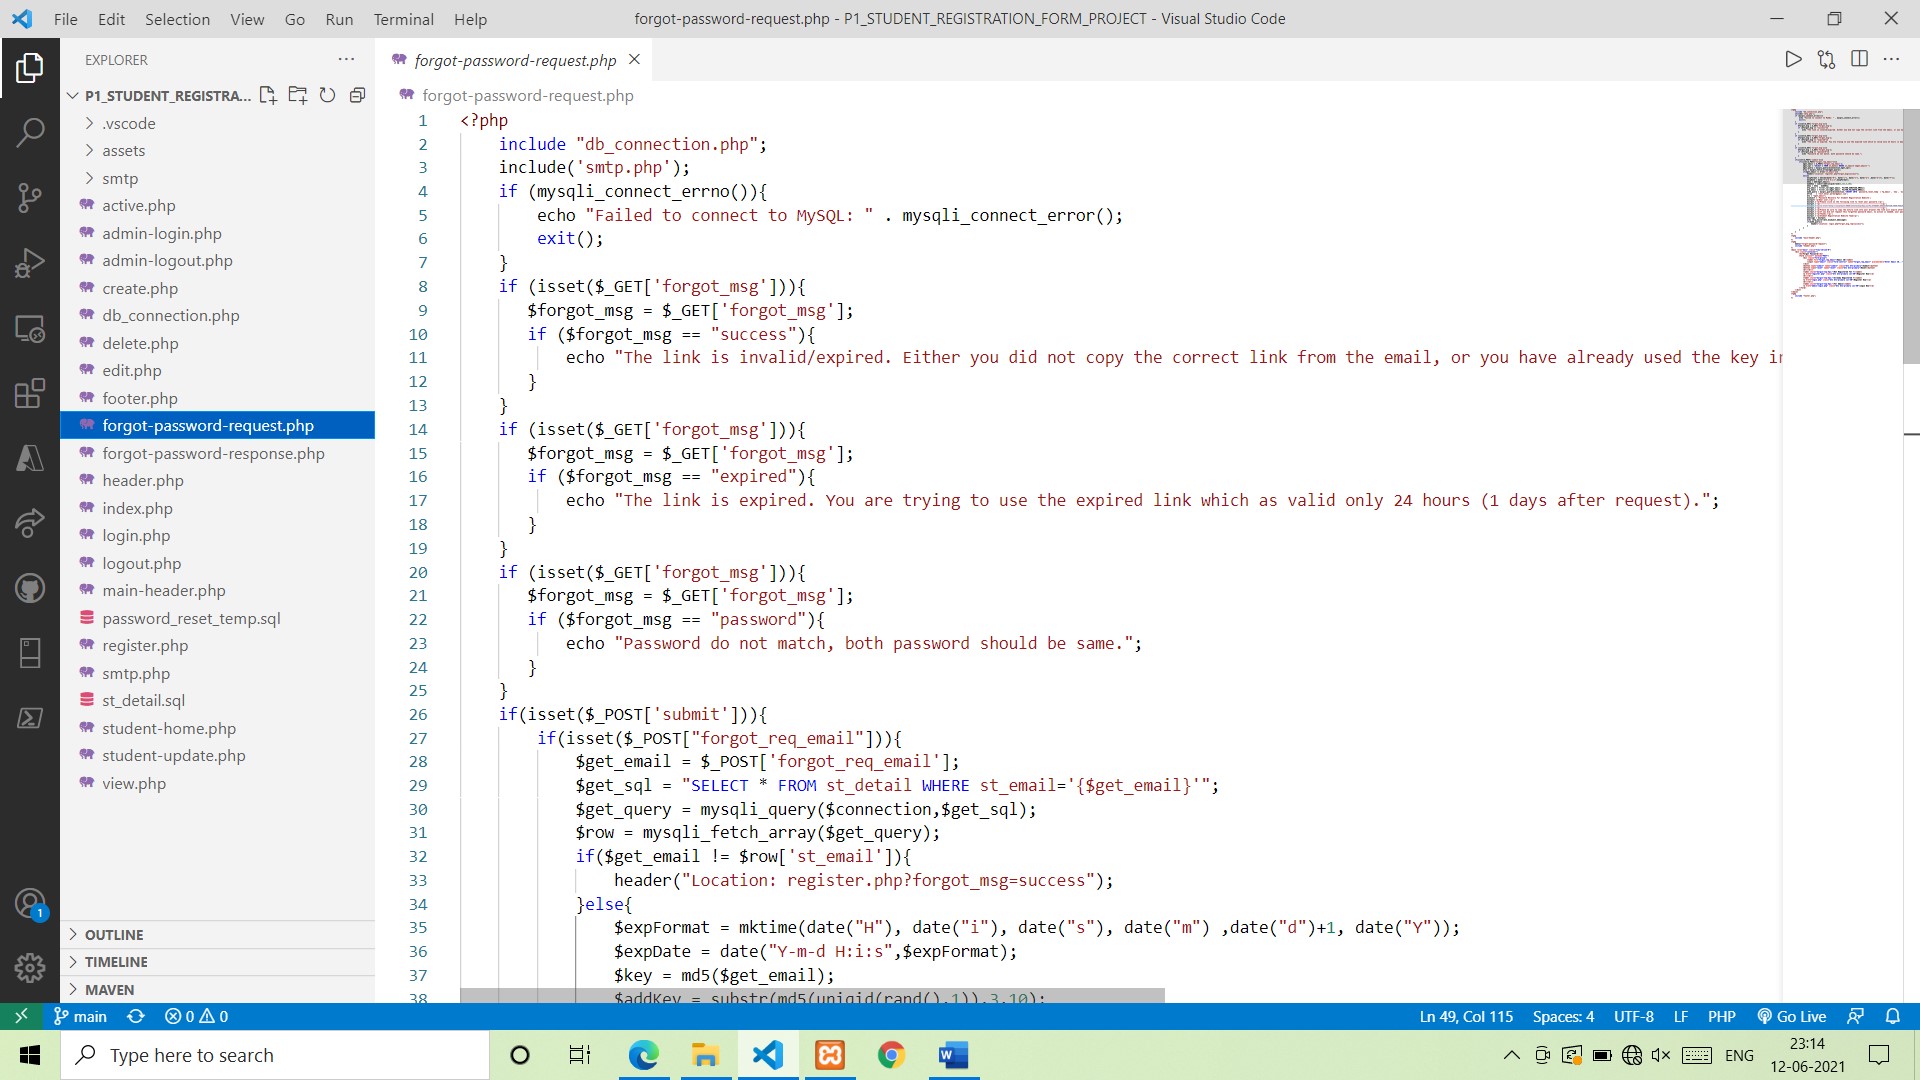 File Edit Selection View Go Run Terminal Help
forgot-password-request.php - P1_STUDENT_REGISTRATION_FORM_PROJECT - Visual Studio Code
EXPLORER
P1_STUDENT_REGISTRA...
.vscode
assets
smtp
active.php
admin-login.php
admin-logout.php
create.php
db_connection.php
delete.php
edit.php
footer.php
forgot-password-request.php
forgot-password-response.php
header.php
index.php
login.php
logout.php
main-header.php
password_reset_temp.sql
register.php
smtp.php
st_detail.sql
student-home.php
student-update.php
view.php
OUTLINE
TIMELINE
MAVEN
1
forgot-password-request.php
forgot-password-request.php
1 <?php
2 include "db_connection.php";
3 include('smtp.php');
4 if (mysqli_connect_errno()){
5 echo "Failed to connect to MySQL: " . mysqli_connect_error();
6 exit();
7 }
8 if (isset($_GET['forgot_msg'])){
9 $forgot_msg = $_GET['forgot_msg'];
10 if ($forgot_msg == "success"){
11 echo "The link is invalid/expired. Either you did not copy the correct link from the email, or you have already used the key in
12 }
13 }
14 if (isset($_GET['forgot_msg'])){
15 $forgot_msg = $_GET['forgot_msg'];
16 if ($forgot_msg == "expired"){
17 echo "The link is expired. You are trying to use the expired link which as valid only 24 hours (1 days after request).";
18 }
19 }
20 if (isset($_GET['forgot_msg'])){
21 $forgot_msg = $_GET['forgot_msg'];
22 if ($forgot_msg == "password"){
23 echo "Password do not match, both password should be same.";
24 }
25 }
26 if(isset($_POST['submit'])){
27 if(isset($_POST["forgot_req_email"])){
28 $get_email = $_POST['forgot_req_email'];
29 $get_sql = "SELECT * FROM st_detail WHERE st_email='{$get_email}'";
30 $get_query = mysqli_query($connection,$get_sql);
31 $row = mysqli_fetch_array($get_query);
32 if($get_email != $row['st_email']){
33 header("Location: register.php?forgot_msg=success");
34 }else{
35 $expFormat = mktime(date("H"), date("i"), date("s"), date("m") ,date("d")+1, date("Y"));
36 $expDate = date("Y-m-d H:i:s",$expFormat);
37 $key = md5($get_email);
38 $addKey = substr(md5(uniqid(rand(),1)),3,10);
main 0 0 Ln 49, Col 115 Spaces: 4 UTF-8 LF PHP Go Live
Type here to search
ENG
23:14
12-06-2021